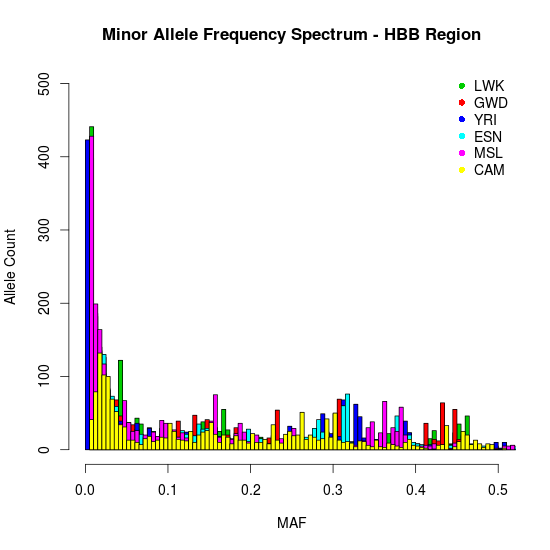 Minor Allele Frequency Spectrum - HBB Region
LWK
GWD
YRI
ESN
MSL
CAM
Allele Count
500
400
300
200
100
0
0.0 0.1 0.2 0.3 0.4 0.5
MAF